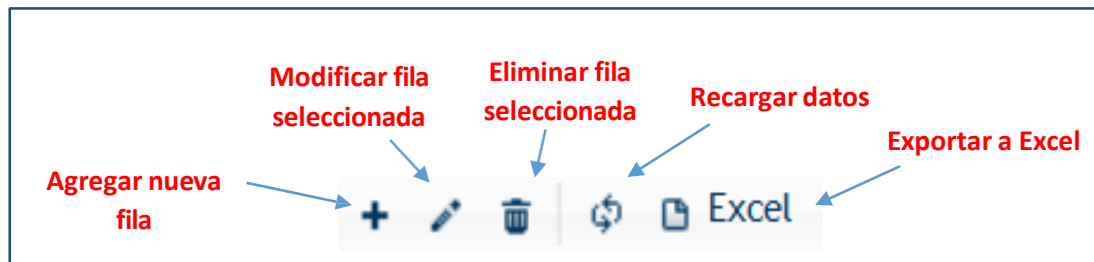 Modificar fila
seleccionada
Eliminar fila
seleccionada
Recargar datos
Exportar a Excel
Agregar nueva
fila
Excel